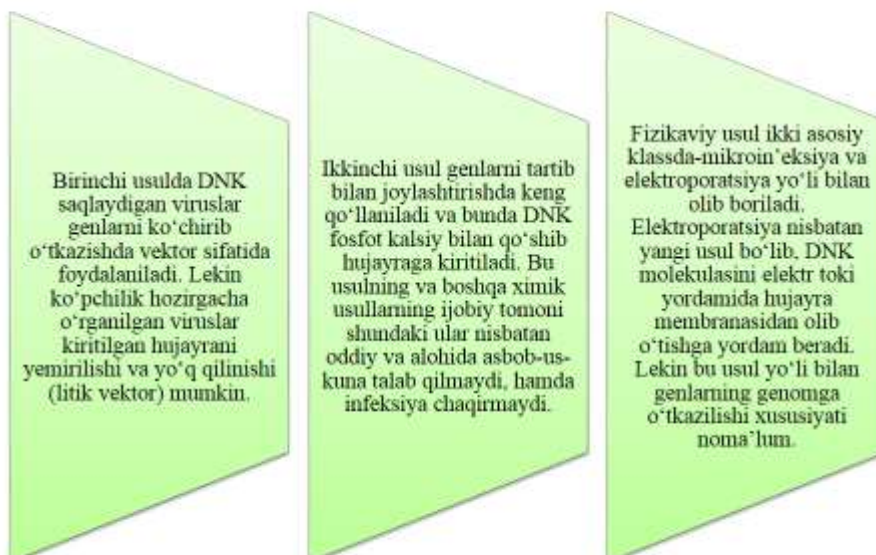 Birinchi usulda DNK
saqlaydigan viruslar
genlarni ko‘chirib
o‘tkazishda vektor sifatida
foydalaniladi. Lekin
ko‘pchilik hozirgacha
o‘rganilgan viruslar
kiritilgan hujayrani
yemirilishi va yo‘q qilinishi
(litik vektor) mumkin.
Ikkinchi usul genlarni tartib
bilan joylashtirishda keng
qo‘llaniladi va bunda DNK
fosfot kalsiy bilan qo‘shib
hujayraga kiritiladi. Bu
usulning va boshqa ximik
usullarning ijobiy tomoni
shundaki ular nisbatan
oddiy va alohida asbob-us-
kuna talab qilmaydi, hamda
infeksiya chaqirmaydi.
Fizikaviy usul ikki asosiy
klassda-mikroin’eksiya va
elektroporatsiya yo‘li bilan
olib boriladi.
Elektroporatsiya nisbatan
yangi usul bo‘lib, DNK
molekulasini elektr toki
yordamida hujayra
membranasidan olib
o‘tishga yordam beradi.
Lekin bu usul yo‘li bilan
genlarning genomga
o‘tkazilishi xususiyati
noma’lum.